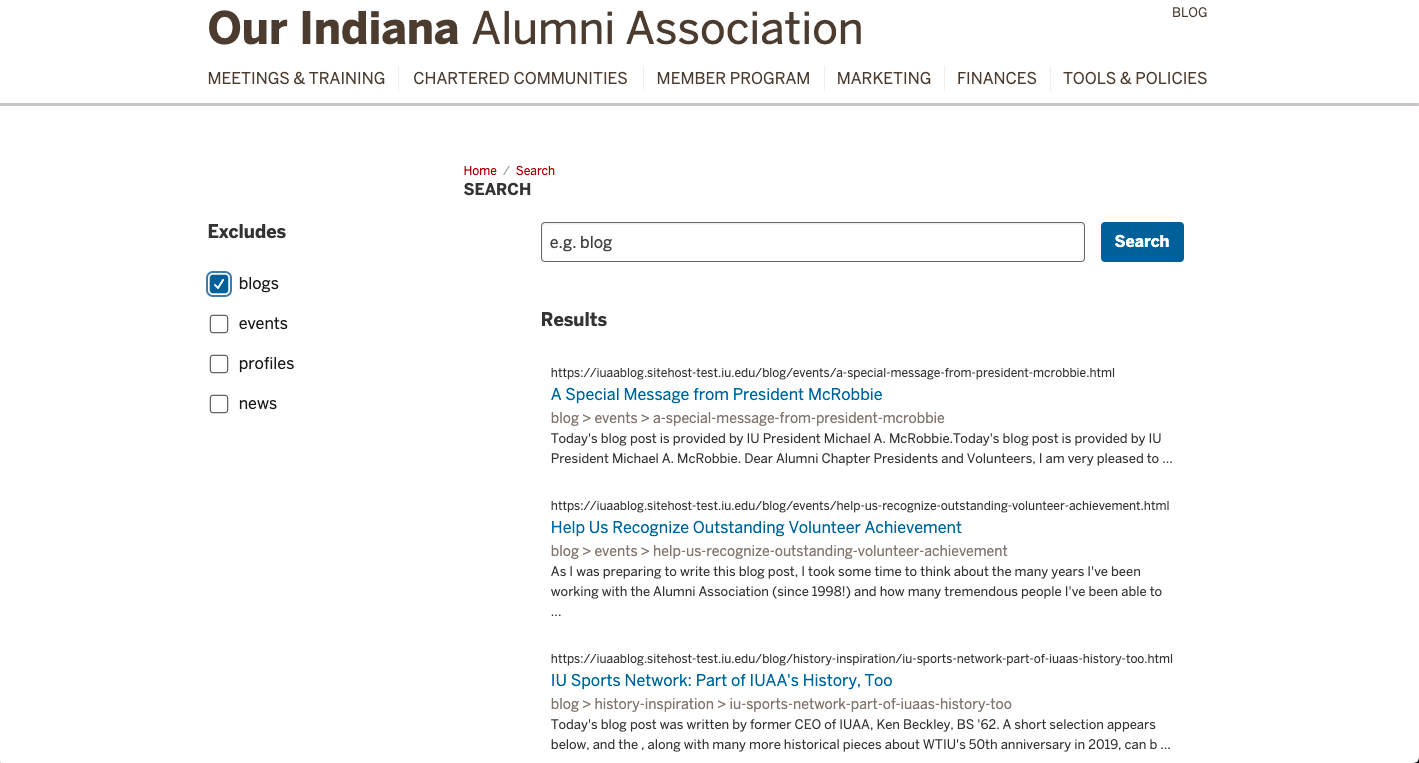 Our Indiana Alumni Association
BLOG
MEETINGS & TRAINING
CHARTERED COMMUNITIES
MEMBER PROGRAM
MARKETING
FINANCES
TOOLS & POLICIES
Home / Search
SEARCH
Excludes
blogs
events
profiles
news
e.g. blog
Search
Results
https://iuaablog.sitehost-test.iu.edu/blog/events/a-special-message-from-president-mcrobbie.html
A Special Message from President McRobbie
blog > events > a-special-message-from-president-mcrobbie
Today's blog post is provided by IU President Michael A. McRobbie.Today's blog post is provided by IU
President Michael A. McRobbie. Dear Alumni Chapter Presidents and Volunteers, I am very pleased to ...
https://iuaablog.sitehost-test.iu.edu/blog/events/help-us-recognize-outstanding-volunteer-achievement.html
Help Us Recognize Outstanding Volunteer Achievement
blog > events > help-us-recognize-outstanding-volunteer-achievement
As I was preparing to write this blog post, I took some time to think about the many years I've been
working with the Alumni Association (since 1998!) and how many tremendous people I've been able to
...
https://iuaablog.sitehost-test.iu.edu/blog/history-inspiration/iu-sports-network-part-of-iuaas-history-too.html
IU Sports Network: Part of IUAA's History, Too
blog > history-inspiration > iu-sports-network-part-of-iuaas-history-too
Today's blog post was written by former CEO of IUAA, Ken Beckley, BS '62. A short selection appears
below, and the , along with many more historical pieces about WTIU's 50th anniversary in 2019, can b ...